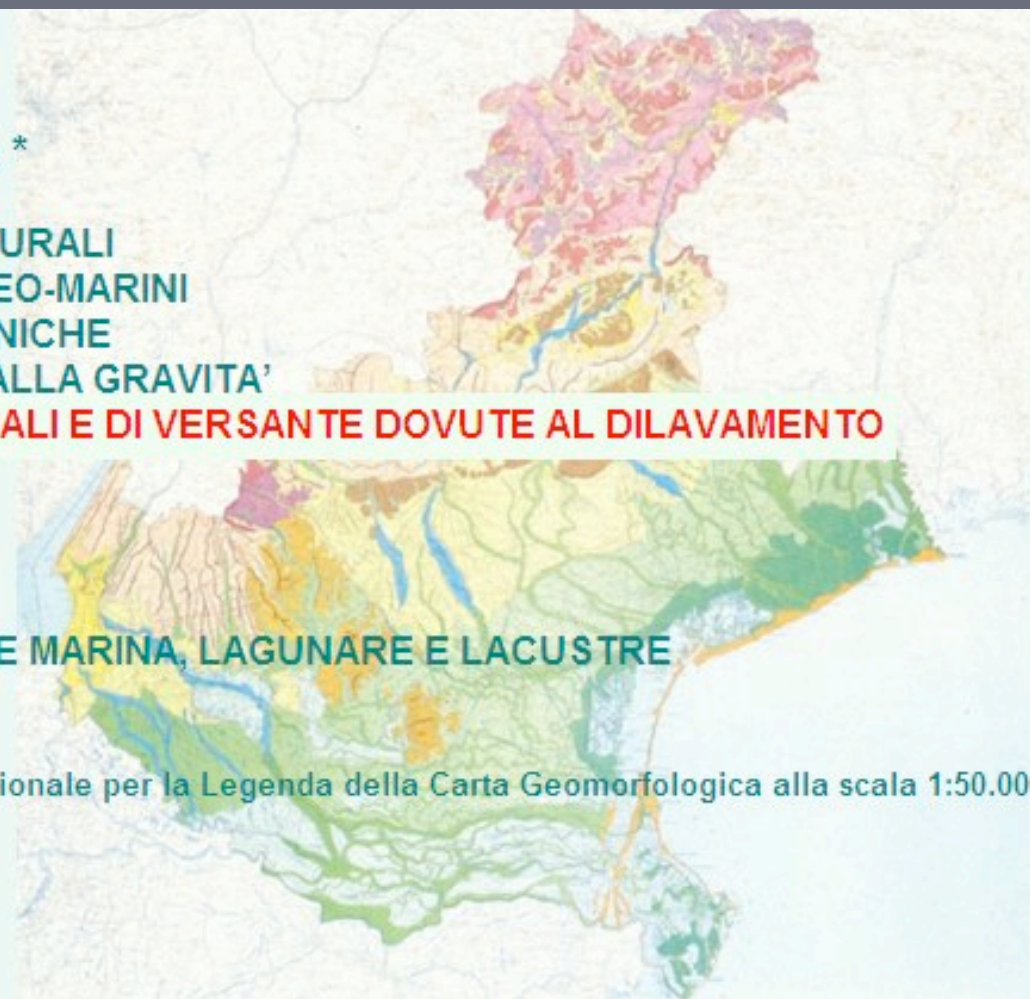 *
URALI
EO-MARINI
NICHE
ALLA GRAVITA’
ALI E DI VERSANTE DOVUTE AL DILAVAMENTO
E MARINA, LAGUNARE E LACUSTRE
ionale per la Legenda della Carta Geomorfologica alla scala 1:50.00